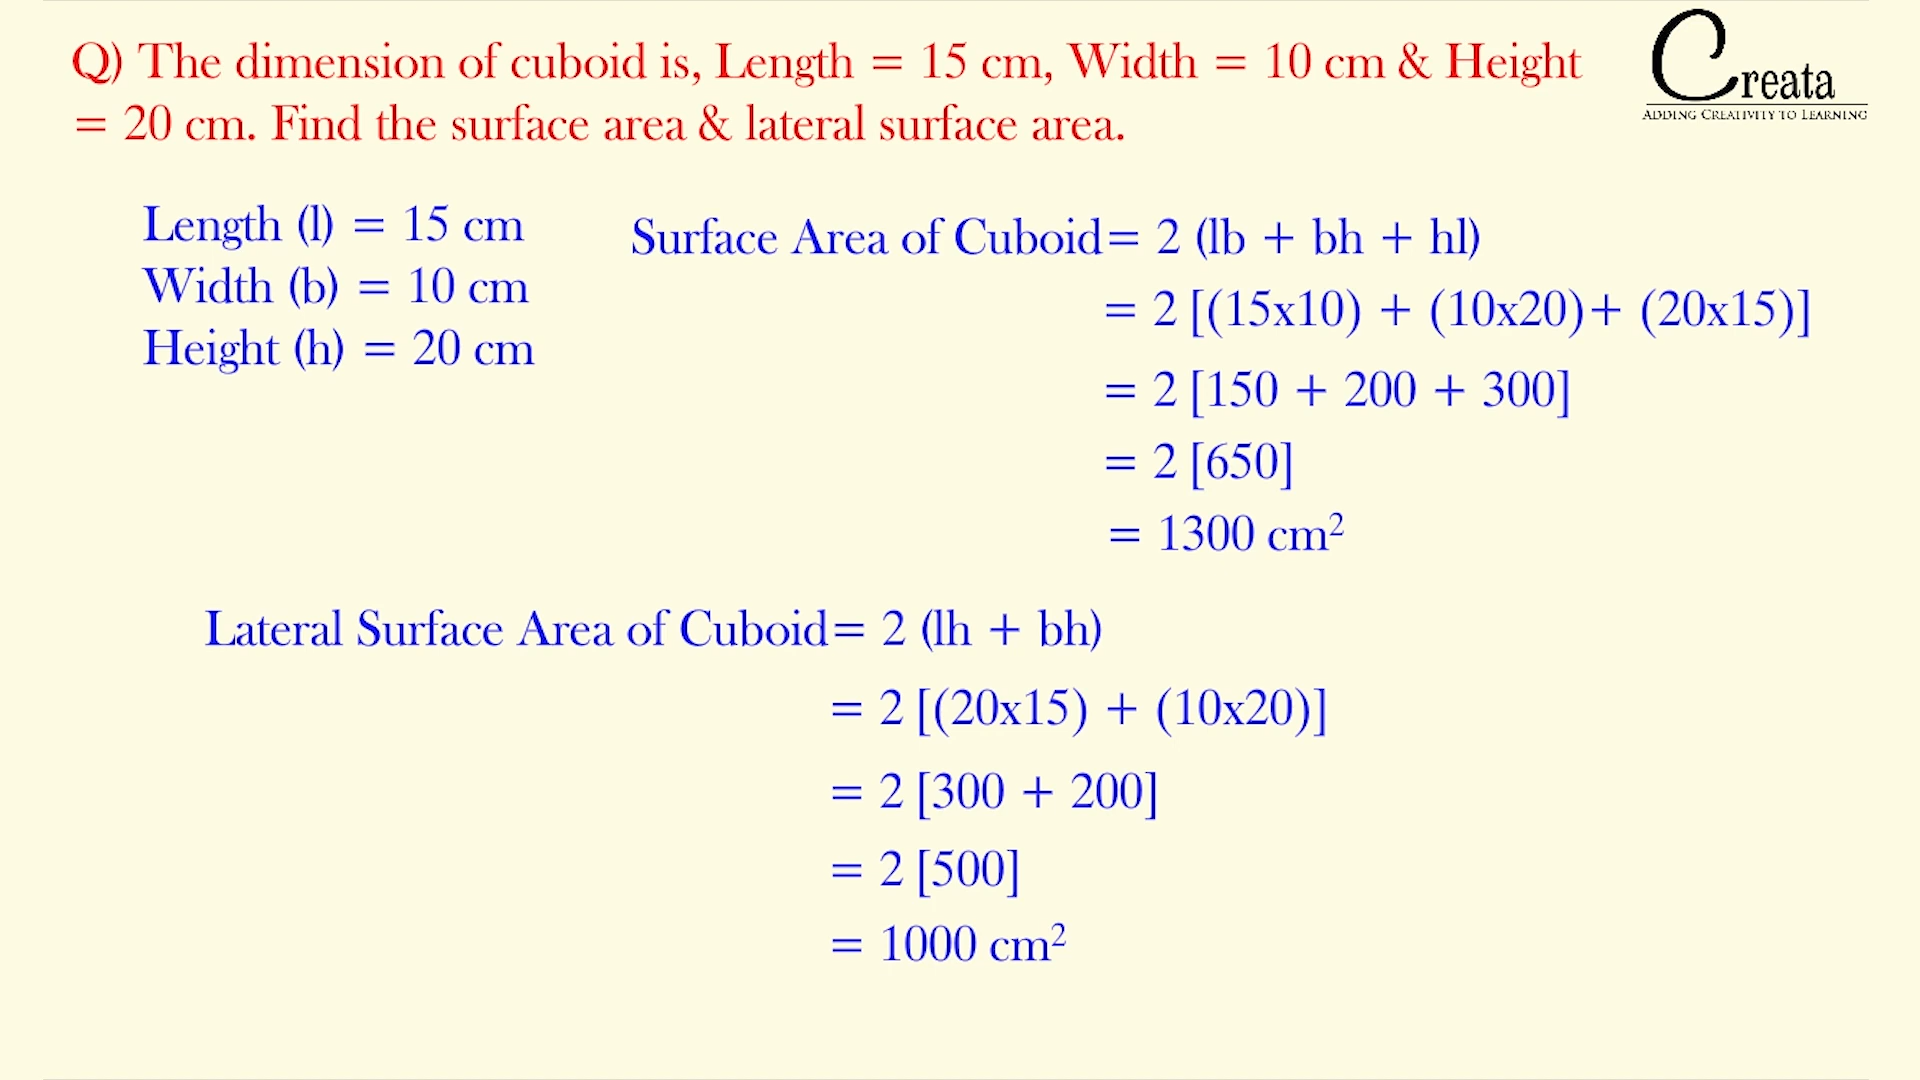 Q) The dimension of cuboid is, Length = 15 cm, Width = 10 cm & Height
= 20 cm. Find the surface area & lateral surface area.
Creata
ADDING CREATIVITY TO LEARNING
Length (l) = 15 cm
Width (b) = 10 cm
Height (h) = 20 cm
Surface Area of Cuboid= 2 (lb + bh + hl)
= 2 [(15x10) + (10x20)+ (20x15)]
= 2 [150 + 200 + 300]
= 2 [650]
= 1300 cm²
Lateral Surface Area of Cuboid= 2 (lh + bh)
= 2 [(20x15) + (10x20)]
= 2 [300 + 200]
= 2 [500]
= 1000 cm²